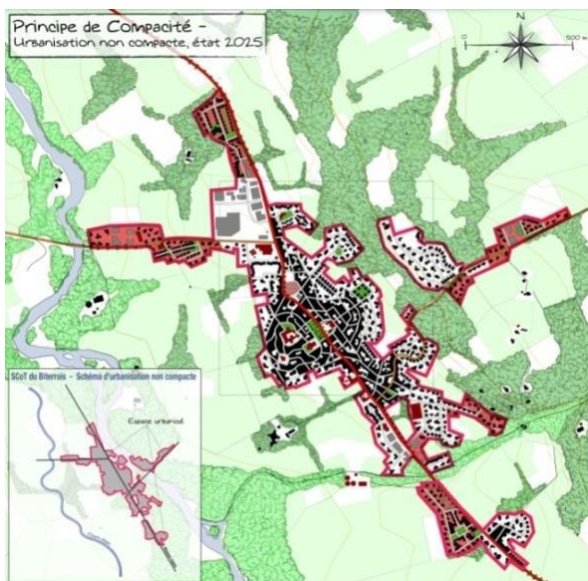 Principe de Compacité -
Urbanisation non compacte, état 2025
N
0 500 m
SCoT du Biterrois - Schéma d'urbanisation non compacte
Espace urbanisé